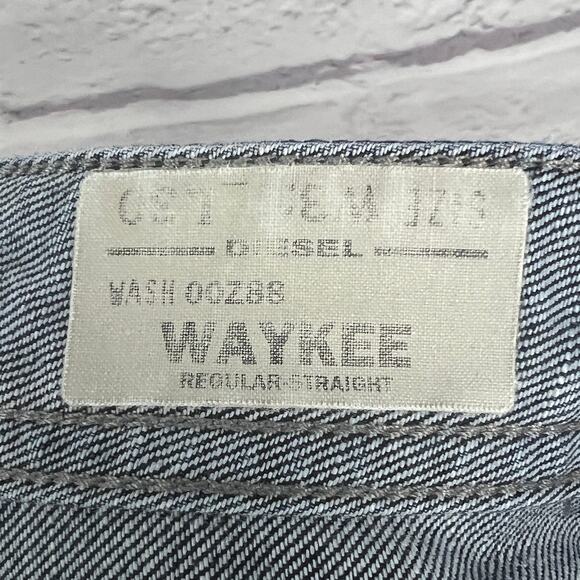 DIESEL
WASH 00Z88
WAYKEE
REGULAR-STRAIGHT